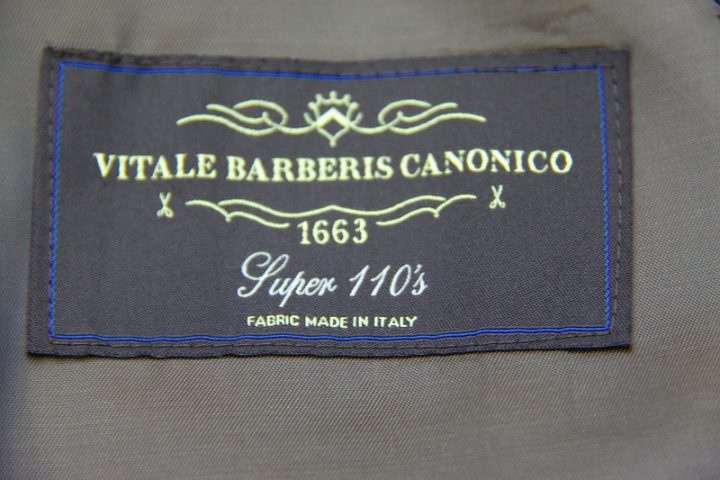 VITALE BARBERIS CANONICO
1663
Super 110's
FABRIC MADE IN ITALY